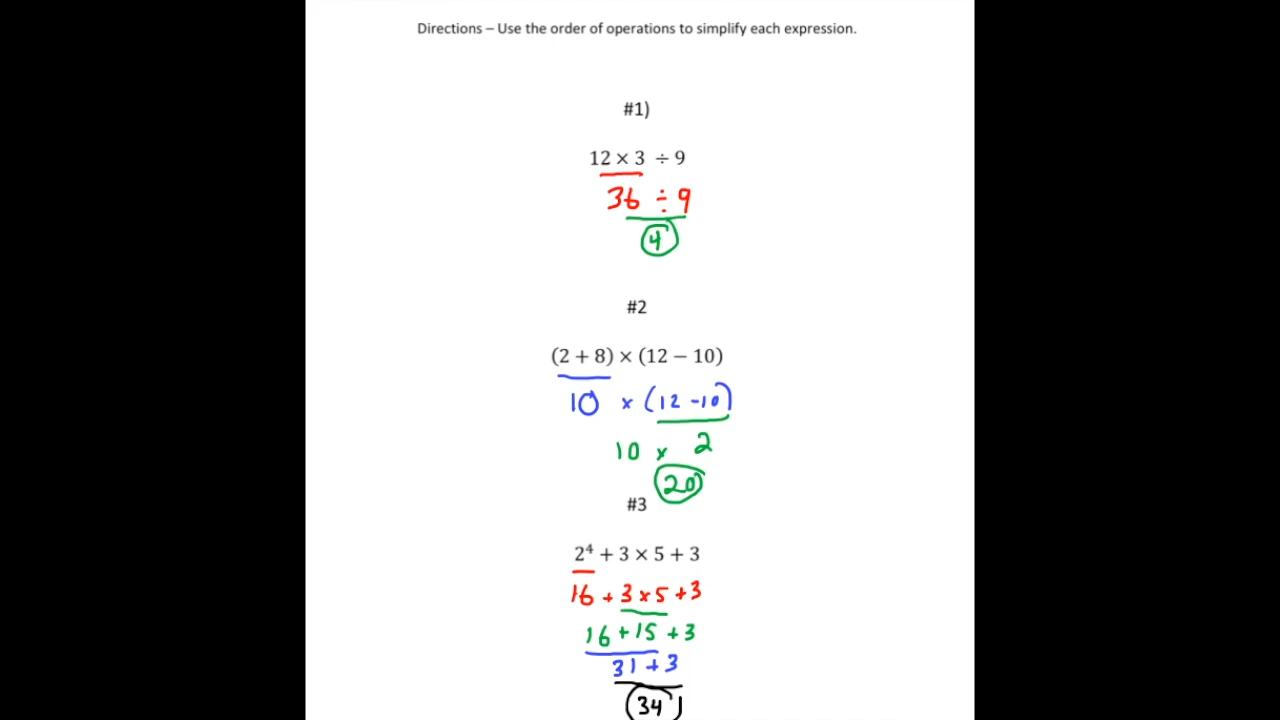 Directions – Use the order of operations to simplify each expression.
#1)
12 × 3 ÷ 9
36 ÷ 9
4
#2
(2 + 8) × (12 − 10)
10 × (12 - 10)
10 × 2
20
#3
2⁴ + 3 × 5 + 3
16 + 3 × 5 + 3
16 + 15 + 3
31 + 3
34